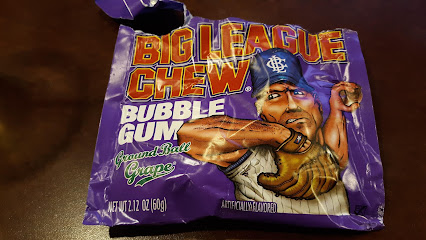 BIG LEAGUE
CHEW®
BUBBLE
GUM
Ground Ball
Grape
NET WT 2.12 OZ (60g)
ARTIFICIALLY FLAVORED